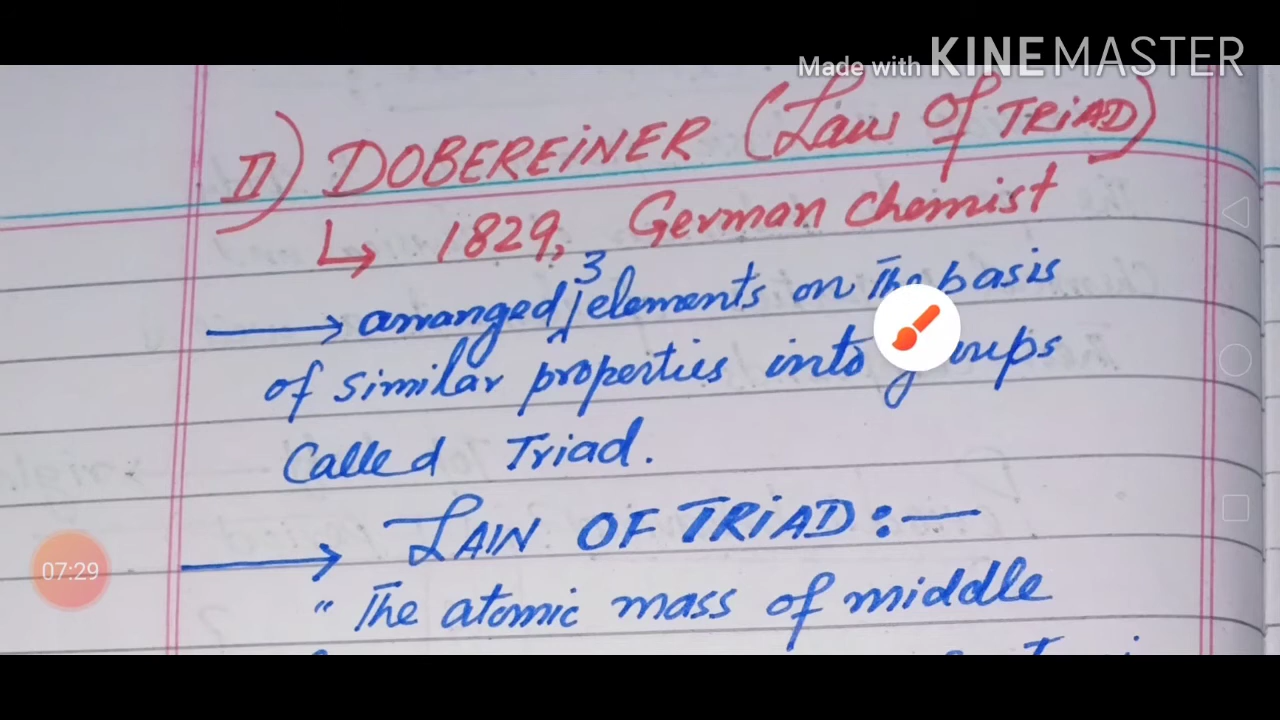 Made with KINEMASTER
II) DOBEREiNER (Law Of TRiAD)
↳ 1829, German Chemist
→ arranged 3 elements on the basis
of similar properties into
Called Triad.
→ LAW OF TRiAD:—
" The atomic mass of middle
07:29